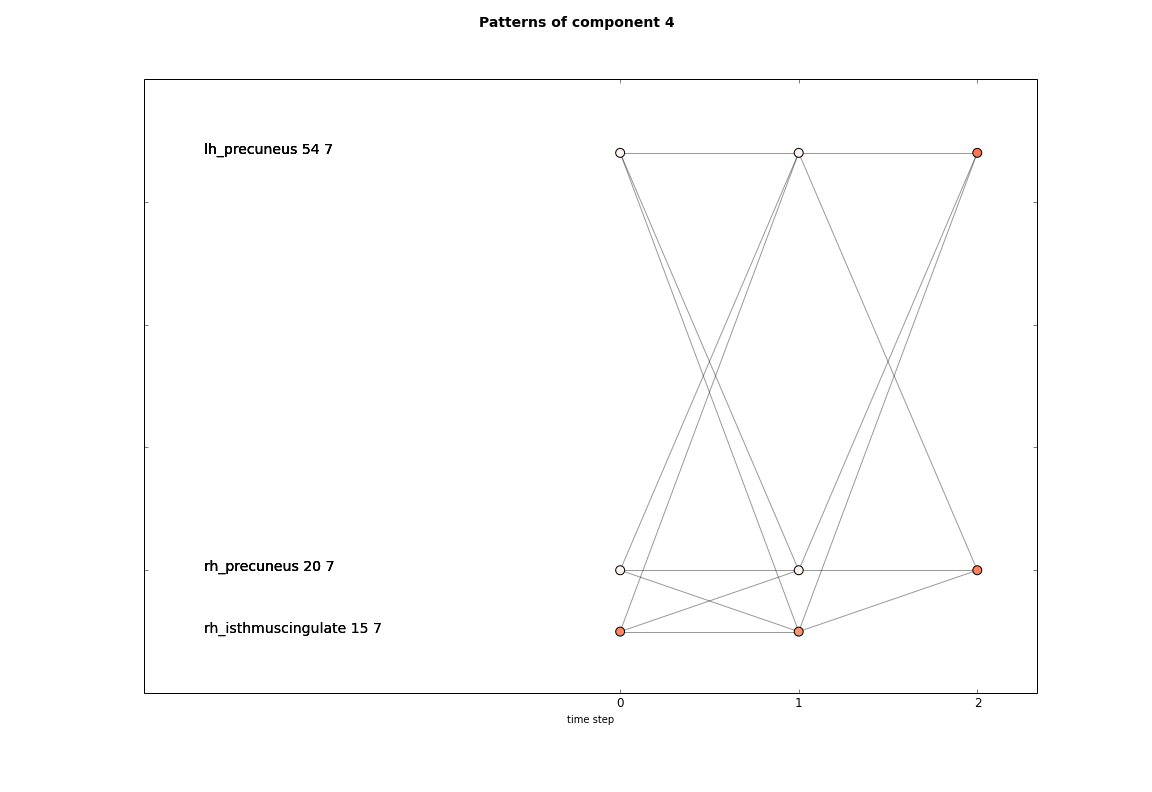 Patterns of component 4
lh_precuneus 54 7
rh_precuneus 20 7
rh_isthmuscingulate 15 7
0 1 2
time step